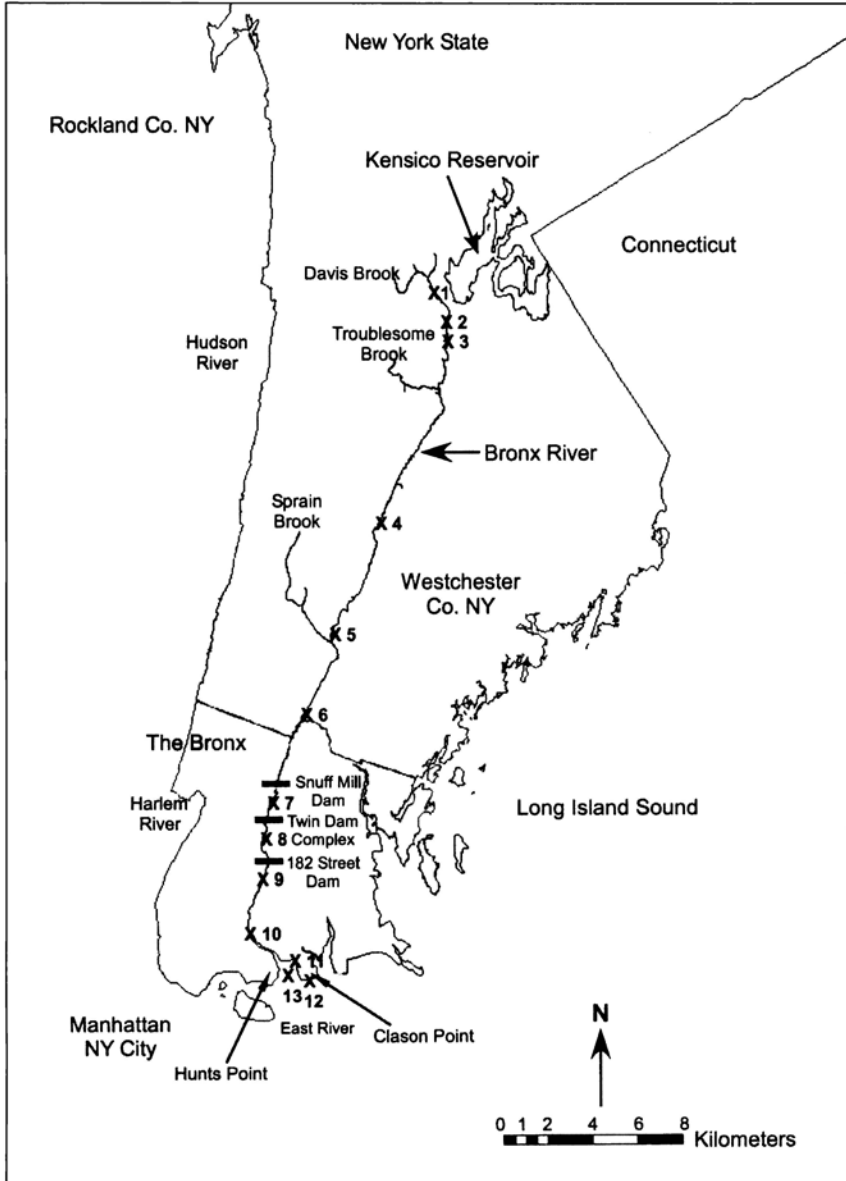 New York State
Rockland Co. NY
Kensico Reservoir
Connecticut
Davis Brook
1
2
Troublesome
Brook
3
Hudson
River
Bronx River
Sprain
Brook
4
Westchester
Co. NY
5
6
The Bronx
Snuff Mill
Dam
7
Harlem
River
Twin Dam
Complex
8
Long Island Sound
182 Street
Dam
9
10
11
13
12
Manhattan
NY City
East River
Clason Point
Hunts Point
N
0 1 2 4 6 8
Kilometers